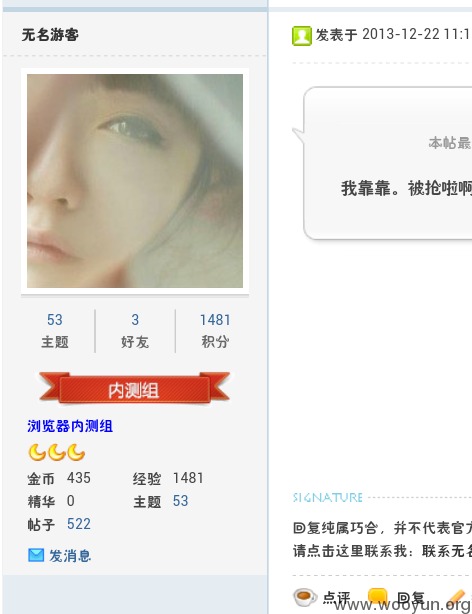 无名游客
发表于 2013-12-22 11:1
本帖最
我靠靠。被抢啦啊
53 3 1481
主题 好友 积分
内测组
浏览器内测组
金币 435 经验 1481
精华 0 主题 53
帖子 522
发消息
SIGNATURE
回复纯属巧合，并不代表官方
请点击这里联系我：联系无名
点评 回复
www.wooyun.org